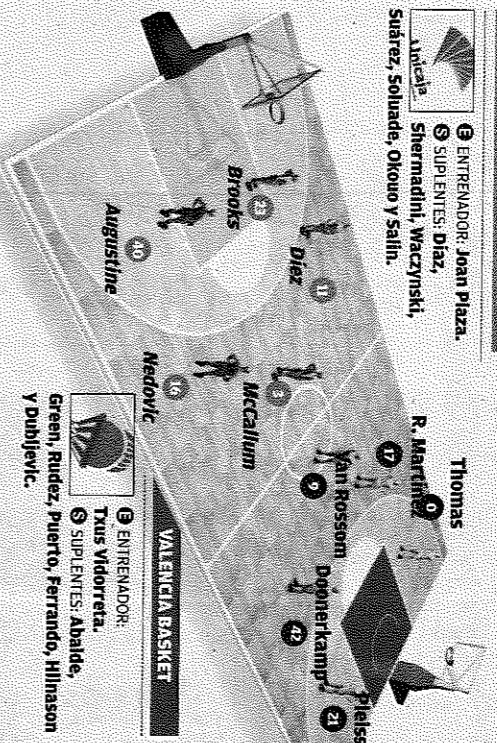 Unicaja
E ENTRENADOR: Joan Plaza.
S SUPLENTES: Díaz,
Shermadini, Waczynski,
Suárez, Soluade, Okouo y Salin.
Thomas
0
R. Martínez
17
Van Rossom
9
Doonerkamp
42
Pleiss
21
Díez
11
Brooks
23
McCallum
3
Augustine
40
Nedovic
16
VALENCIA BASKET
E ENTRENADOR:
Txus Vidorreta.
S SUPLENTES: Abalde,
Green, Rudez, Puerto, Ferrando, Hilnason
y Dubljevic.